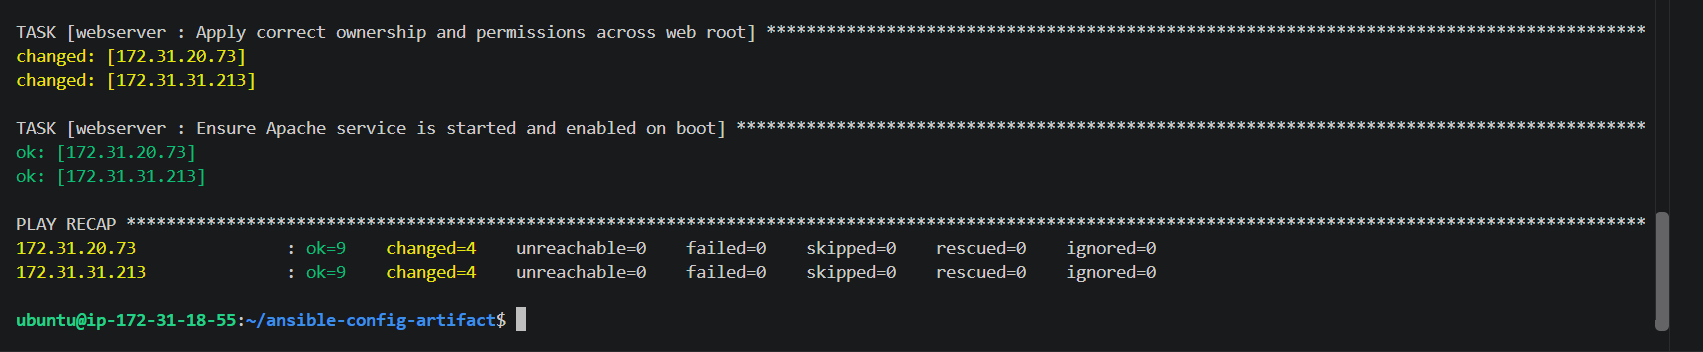 TASK [webserver : Apply correct ownership and permissions across web root] ****************************************************************************************
changed: [172.31.20.73]
changed: [172.31.31.213]
TASK [webserver : Ensure Apache service is started and enabled on boot] *******************************************************************************************
ok: [172.31.20.73]
ok: [172.31.31.213]
PLAY RECAP ********************************************************************************************************************************************************
172.31.20.73               : ok=9    changed=4    unreachable=0    failed=0    skipped=0    rescued=0    ignored=0
172.31.31.213              : ok=9    changed=4    unreachable=0    failed=0    skipped=0    rescued=0    ignored=0
ubuntu@ip-172-31-18-55:~/ansible-config-artifact$